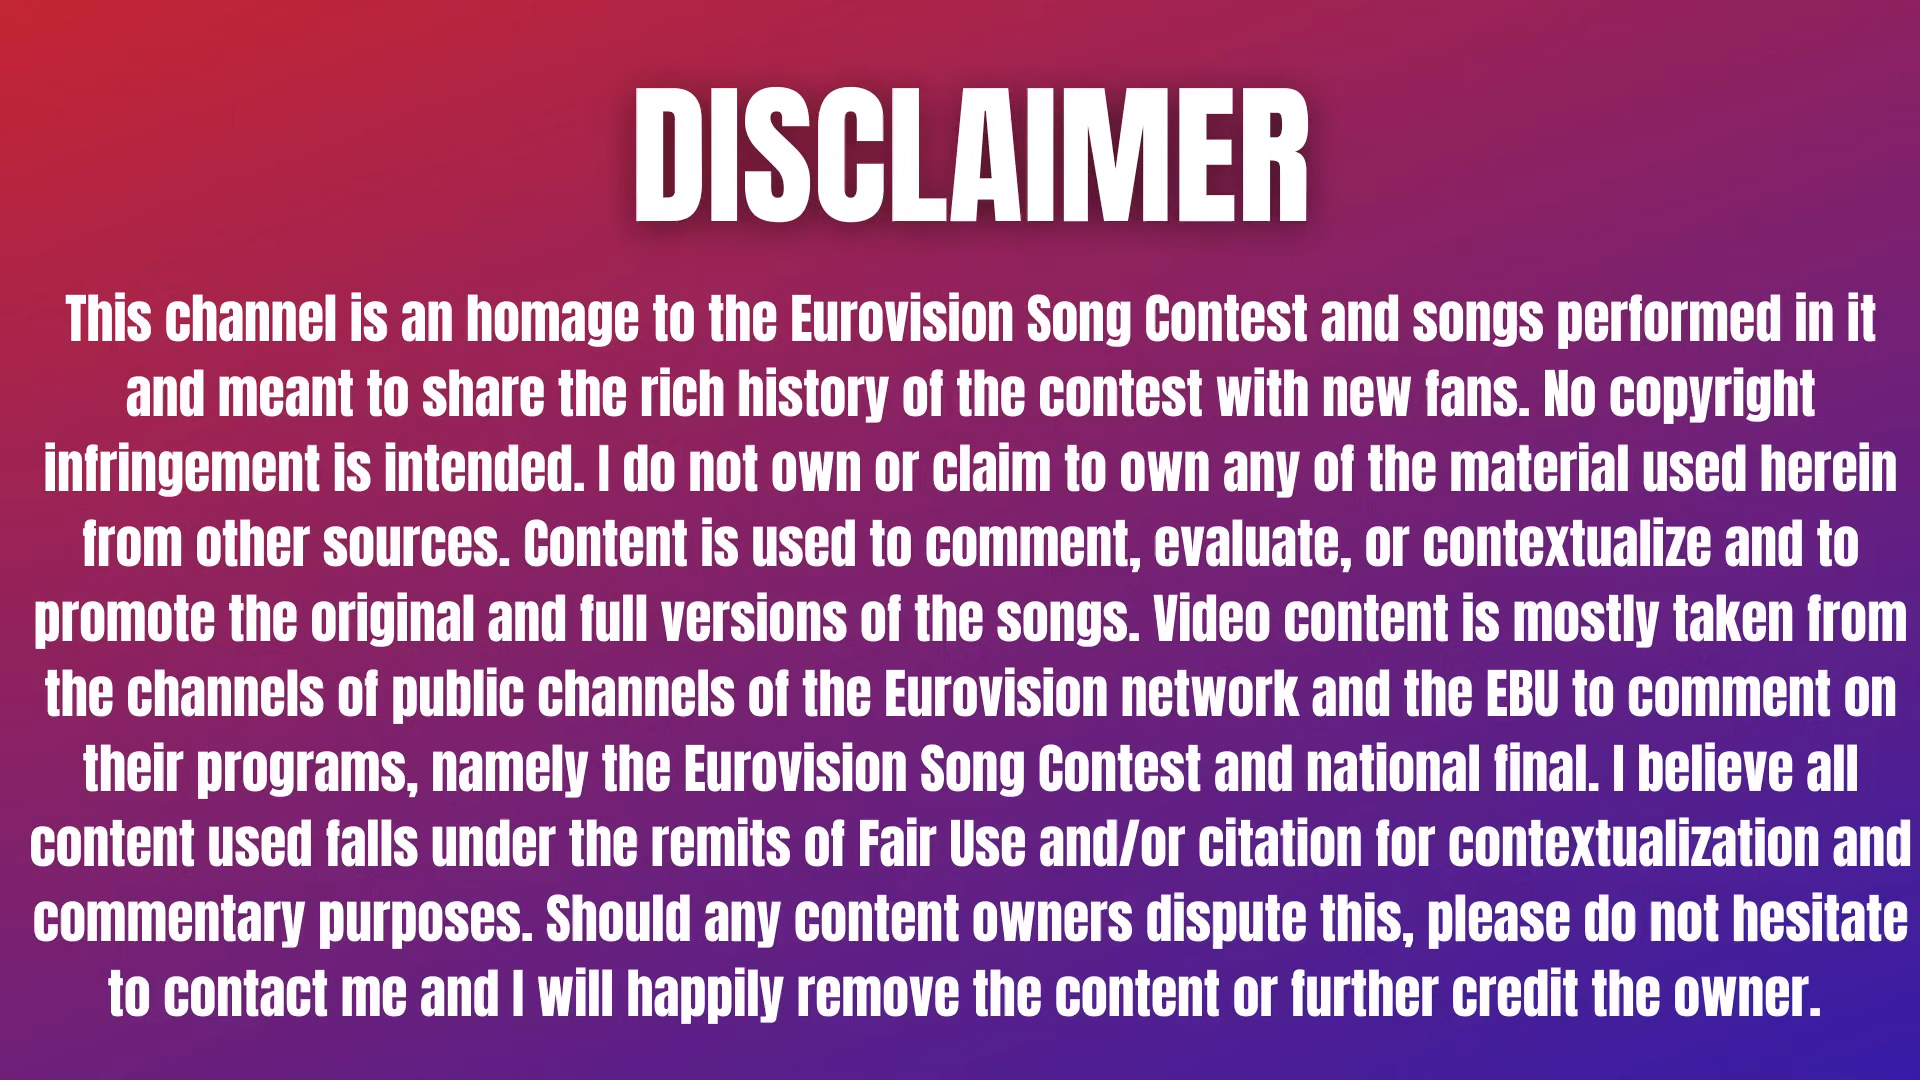 DISCLAIMER
This channel is an homage to the Eurovision Song Contest and songs performed in it
and meant to share the rich history of the contest with new fans. No copyright
infringement is intended. I do not own or claim to own any of the material used herein
from other sources. Content is used to comment, evaluate, or contextualize and to
promote the original and full versions of the songs. Video content is mostly taken from
the channels of public channels of the Eurovision network and the EBU to comment on
their programs, namely the Eurovision Song Contest and national final. I believe all
content used falls under the remits of Fair Use and/or citation for contextualization and
commentary purposes. Should any content owners dispute this, please do not hesitate
to contact me and I will happily remove the content or further credit the owner.